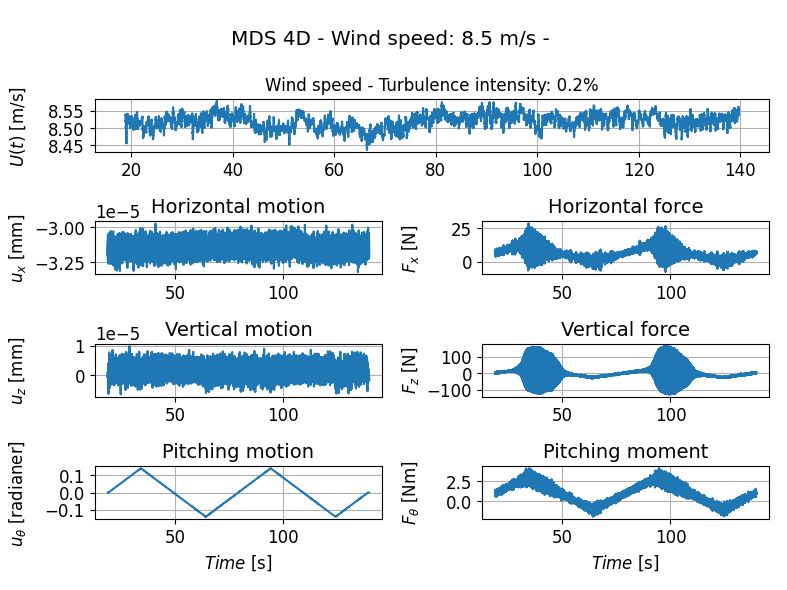 MDS 4D - Wind speed: 8.5 m/s -
Wind speed - Turbulence intensity: 0.2%
U(t) [m/s]
8.55
8.50
8.45
20 40 60 80 100 120 140
1e−5 Horizontal motion
u_x [mm]
−3.00
−3.25
50 100
Horizontal force
F_x [N]
25
0
50 100
1e−5 Vertical motion
u_z [mm]
1
0
50 100
Vertical force
F_z [N]
100
0
−100
50 100
Pitching motion
u_θ [radianer]
0.1
0.0
−0.1
50 100
Time [s]
Pitching moment
F_θ [Nm]
2.5
0.0
50 100
Time [s]